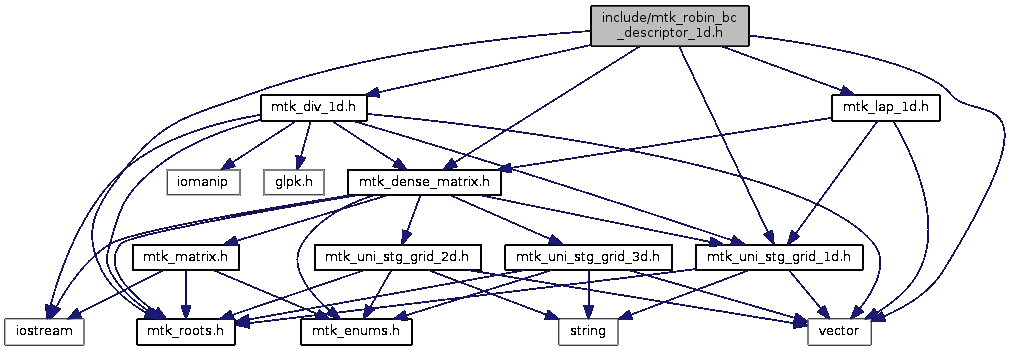 include/mtk_robin_bc
_descriptor_1d.h
mtk_div_1d.h
mtk_lap_1d.h
iomanip
glpk.h
mtk_dense_matrix.h
mtk_matrix.h
mtk_uni_stg_grid_2d.h
mtk_uni_stg_grid_3d.h
mtk_uni_stg_grid_1d.h
iostream
mtk_roots.h
mtk_enums.h
string
vector